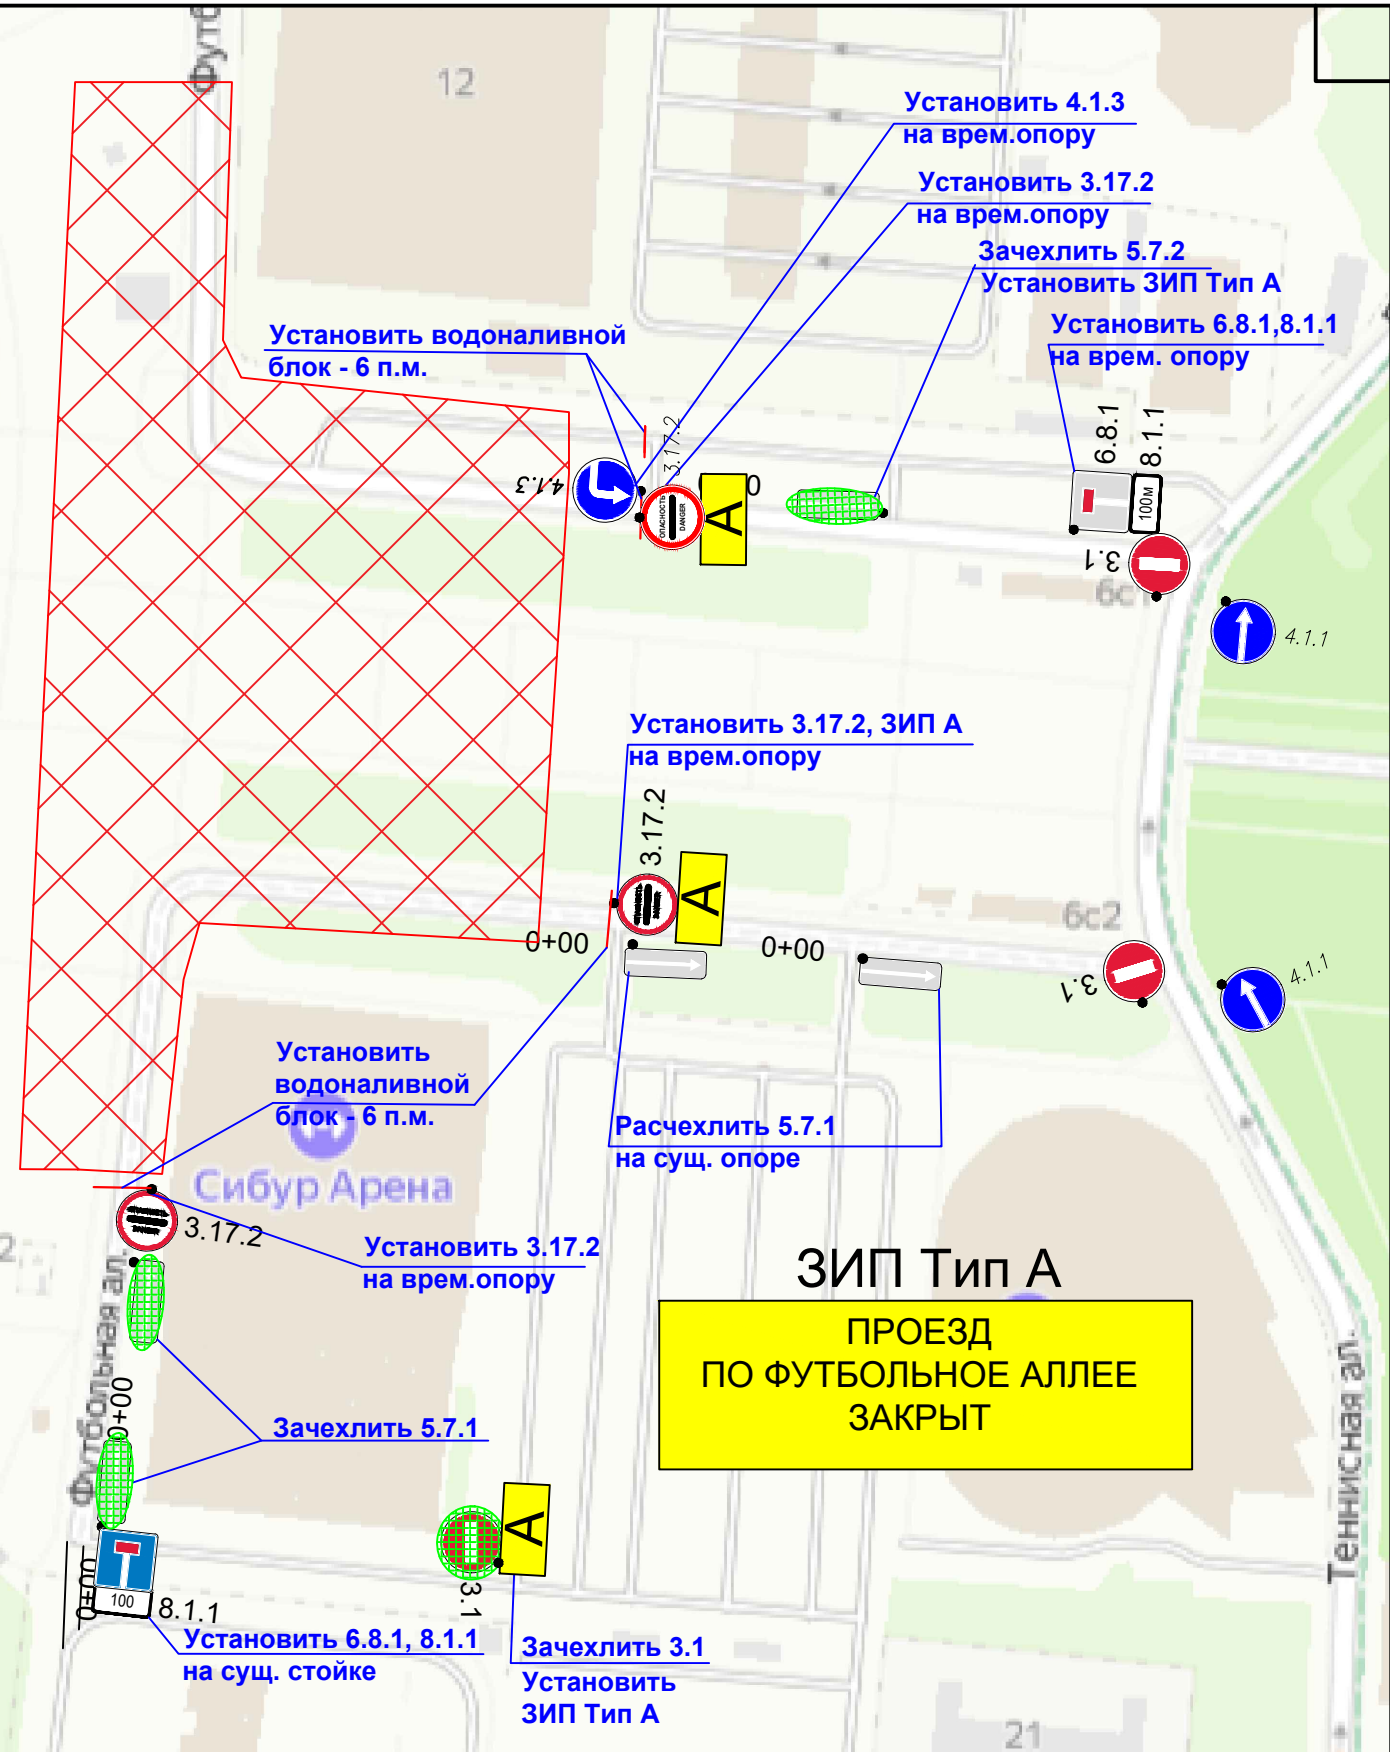 Футб
12
Установить 4.1.3
на врем.опору
Установить 3.17.2
на врем.опору
Зачехлить 5.7.2
Установить ЗИП Тип А
Установить 6.8.1,8.1.1
на врем. опору
Установить водоналивной
блок - 6 п.м.
3.17.2
4.1.3
ОПАСНОСТЬ
DANGER
А
0
6.8.1
8.1.1
100м
3.1
6с1
4.1.1
Установить 3.17.2, ЗИП А
на врем.опору
3.17.2
А
0+00
0+00
6с2
3.1
4.1.1
Установить
водоналивной
блок - 6 п.м.
Расчехлить 5.7.1
на сущ. опоре
Сибур Арена
3.17.2
Установить 3.17.2
на врем.опору
ЗИП Тип А
ПРОЕЗД
ПО ФУТБОЛЬНОЕ АЛЛЕЕ
ЗАКРЫТ
Футбольная ал.
0+00
Зачехлить 5.7.1
Теннисная ал.
А
3.1
0+00
100
8.1.1
Установить 6.8.1, 8.1.1
на сущ. стойке
Зачехлить 3.1
Установить
ЗИП Тип А
21
2